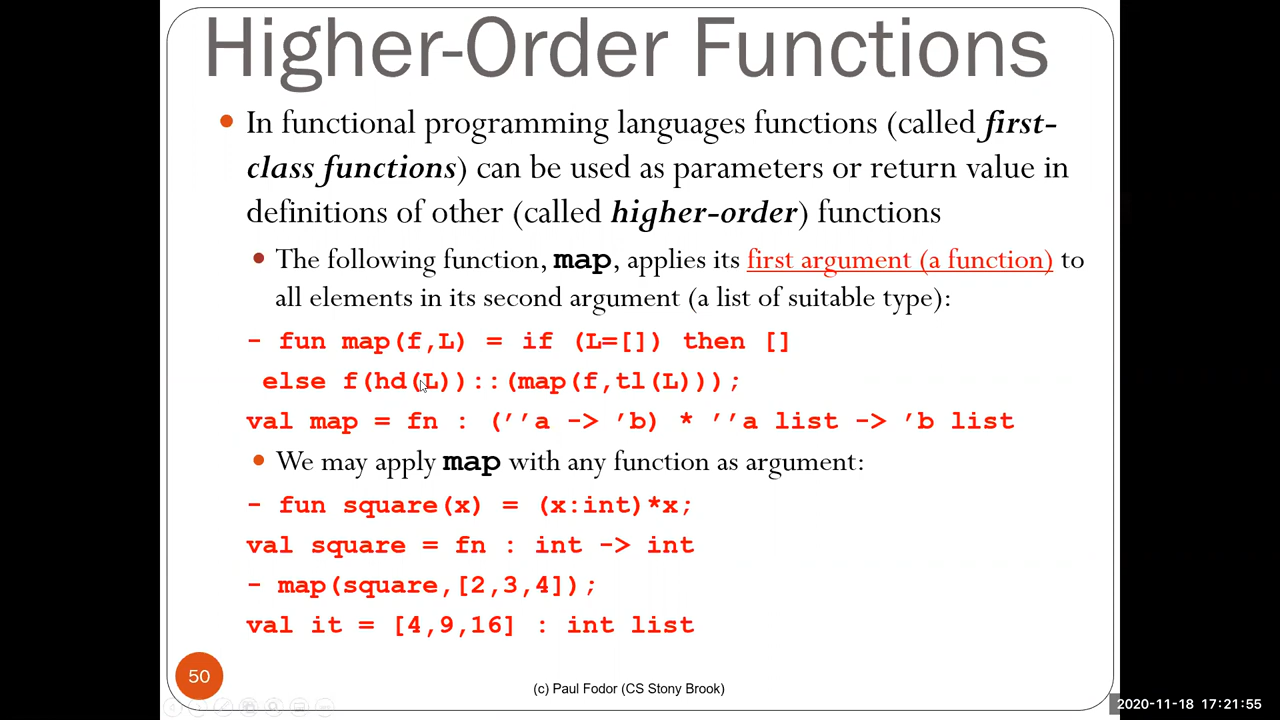 Higher-Order Functions
• In functional programming languages functions (called first-
class functions) can be used as parameters or return value in
definitions of other (called higher-order) functions
• The following function, map, applies its first argument (a function) to
all elements in its second argument (a list of suitable type):
- fun map(f,L) = if (L=[]) then []
else f(hd(L))::(map(f,tl(L)));
val map = fn : (’’a -> ’b) * ’’a list -> ’b list
• We may apply map with any function as argument:
- fun square(x) = (x:int)*x;
val square = fn : int -> int
- map(square,[2,3,4]);
val it = [4,9,16] : int list
50
(c) Paul Fodor (CS Stony Brook)
2020-11-18 17:21:55